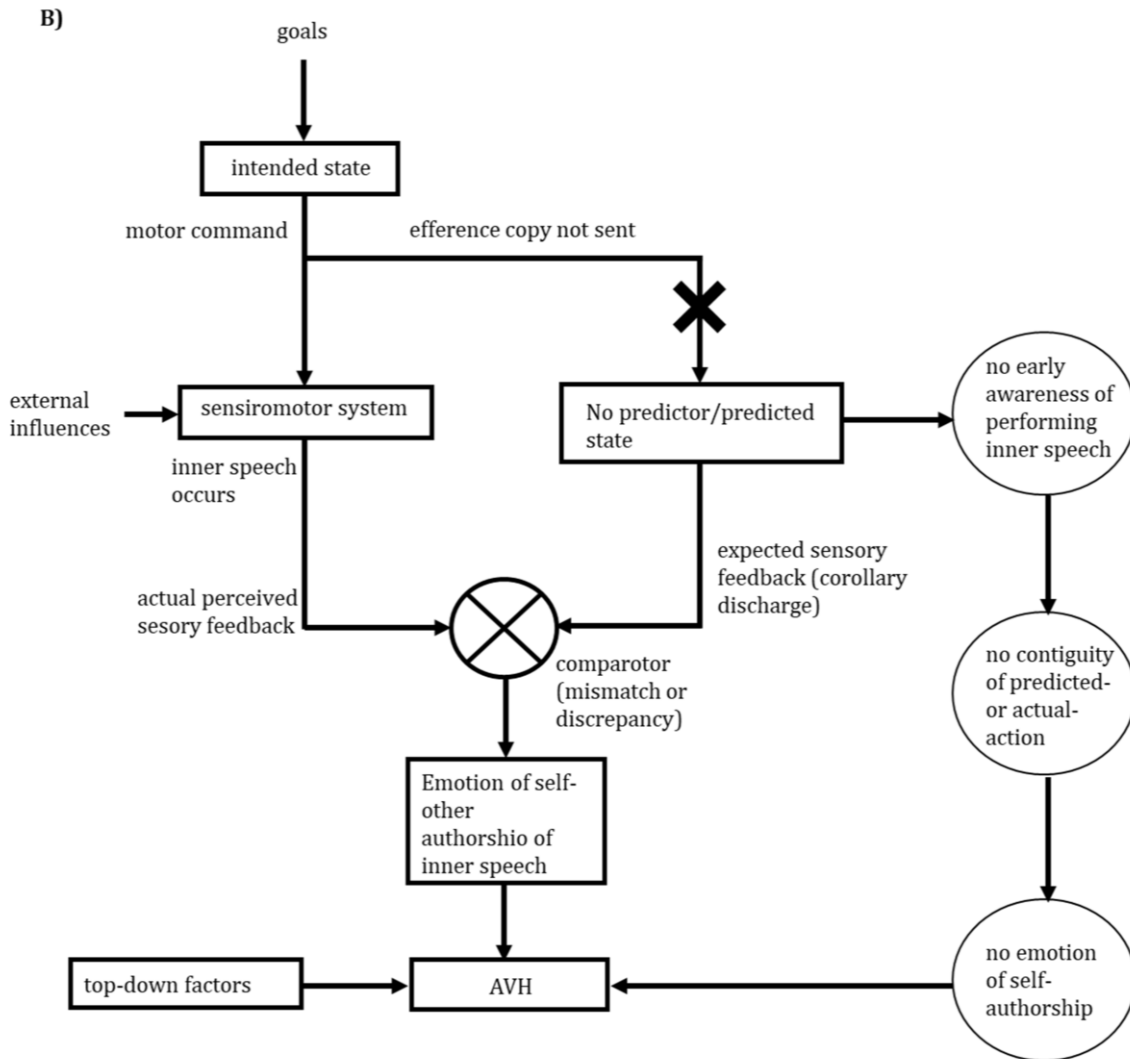 B)
goals
intended state
motor command
efference copy not sent
external
influences
sensiromotor system
No predictor/predicted
state
no early
awareness of
performing
inner speech
inner speech
occurs
actual perceived
sesory feedback
expected sensory
feedback (corollary
discharge)
comparotor
(mismatch or
discrepancy)
no contiguity
of predicted-
or actual-
action
Emotion of self-
other
authorshio of
inner speech
top-down factors
AVH
no emotion
of self-
authorship